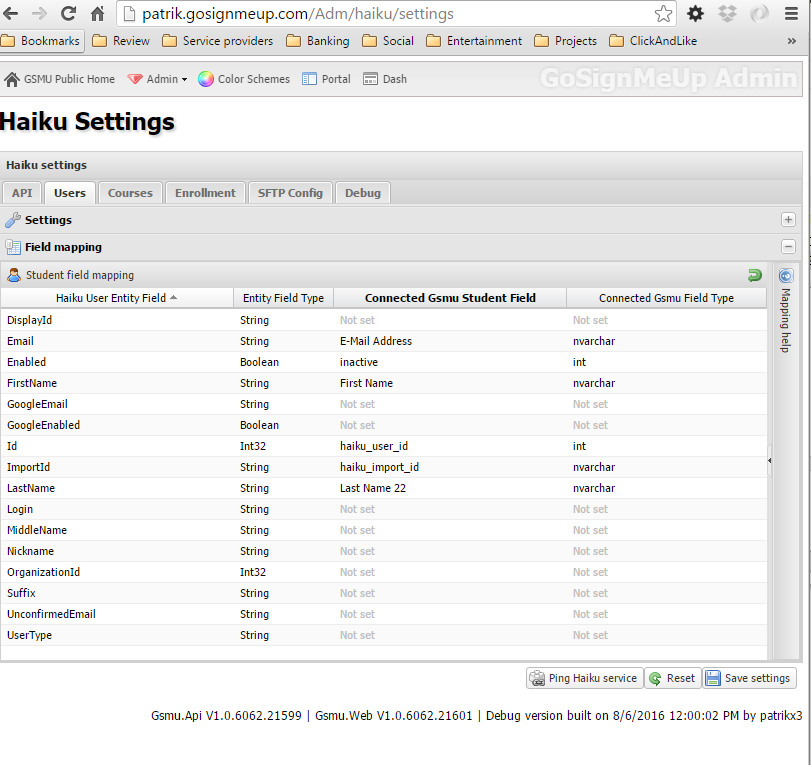 patrik.gosignmeup.com/Adm/haiku/settings
Bookmarks Review Service providers Banking Social Entertainment Projects ClickAndLike »
GSMU Public Home Admin Color Schemes Portal Dash GoSignMeUp Admin
Haiku Settings
Haiku settings
API Users Courses Enrollment SFTP Config Debug
Settings
Field mapping
Student field mapping
Haiku User Entity Field Entity Field Type Connected Gsmu Student Field Connected Gsmu Field Type
DisplayId String Not set Not set
Email String E-Mail Address nvarchar
Enabled Boolean inactive int
FirstName String First Name nvarchar
GoogleEmail String Not set Not set
GoogleEnabled Boolean Not set Not set
Id Int32 haiku_user_id int
ImportId String haiku_import_id nvarchar
LastName String Last Name 22 nvarchar
Login String Not set Not set
MiddleName String Not set Not set
Nickname String Not set Not set
OrganizationId Int32 Not set Not set
Suffix String Not set Not set
UnconfirmedEmail String Not set Not set
UserType String Not set Not set
Mapping help
Ping Haiku service Reset Save settings
Gsmu.Api V1.0.6062.21599 | Gsmu.Web V1.0.6062.21601 | Debug version built on 8/6/2016 12:00:02 PM by patrikx3